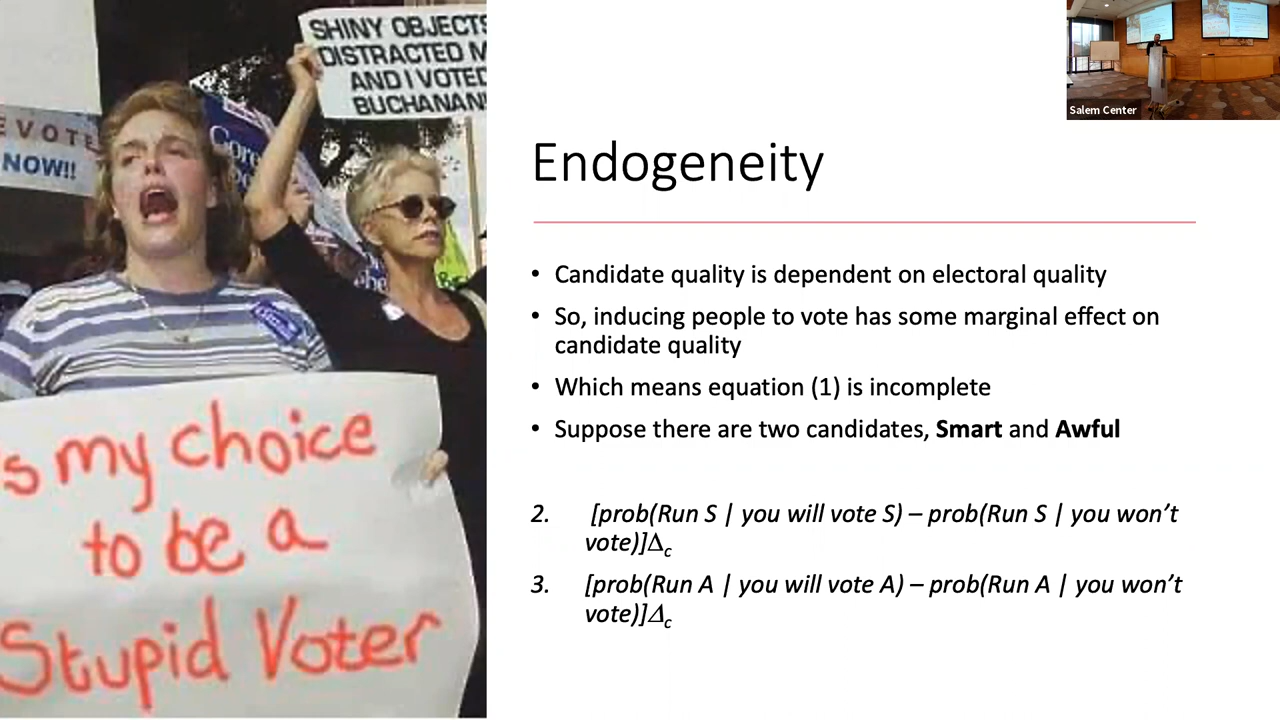 SHINY OBJECTS
DISTRACTED M
AND I VOTED
BUCHANAN!
EVOTE
NOW!!
Gore
s my choice
to be a
Stupid Voter
Salem Center
Endogeneity
• Candidate quality is dependent on electoral quality
• So, inducing people to vote has some marginal effect on
candidate quality
• Which means equation (1) is incomplete
• Suppose there are two candidates, Smart and Awful
2. [prob(Run S | you will vote S) – prob(Run S | you won’t
vote)]Δc
3. [prob(Run A | you will vote A) – prob(Run A | you won’t
vote)]Δc